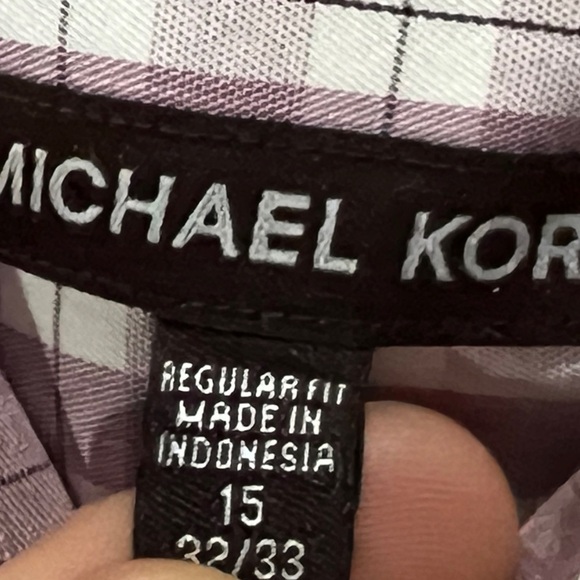 MICHAEL KOR
REGULAR FIT
MADE IN
INDONESIA
15
32/33